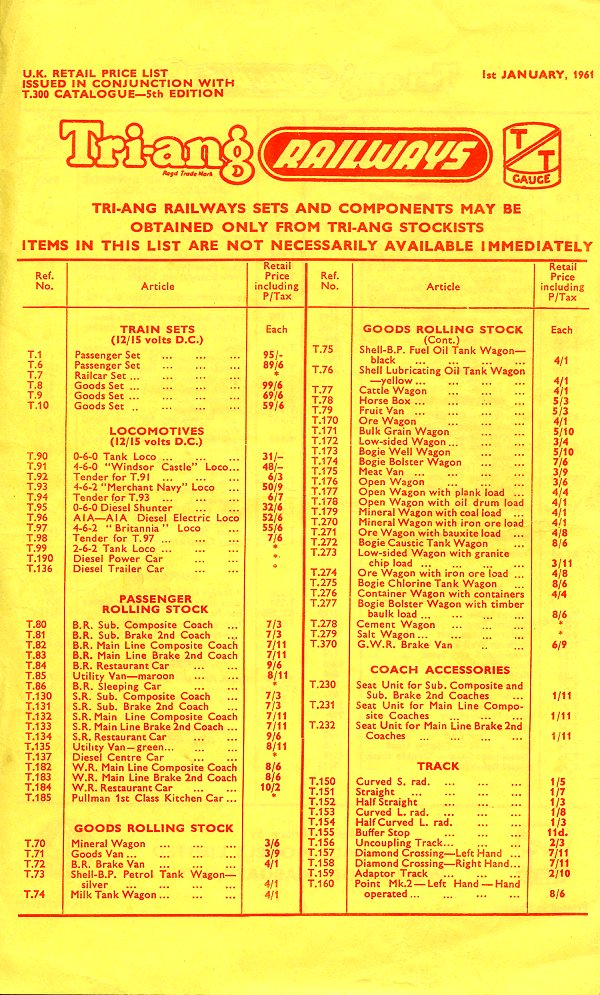 U.K. RETAIL PRICE LIST
ISSUED IN CONJUNCTION WITH
T.300 CATALOGUE—5th EDITION
1st JANUARY, 1961
Tri-ang RAILWAYS
Regd Trade Mark
TT
GAUGE
TRI-ANG RAILWAYS SETS AND COMPONENTS MAY BE
OBTAINED ONLY FROM TRI-ANG STOCKISTS
ITEMS IN THIS LIST ARE NOT NECESSARILY AVAILABLE IMMEDIATELY
Ref. No. Article Retail Price including P/Tax
TRAIN SETS Each
(12/15 volts D.C.)
T.1 Passenger Set ... ... ... 95/-
T.6 Passenger Set ... ... ... 89/6
T.7 Railcar Set ... ... ... *
T.8 Goods Set ... ... ... ... 99/6
T.9 Goods Set ... ... ... ... 69/6
T.10 Goods Set .. ... ... ... 59/6
LOCOMOTIVES
(12/15 volts D.C.)
T.90 0-6-0 Tank Loco ... ... ... 31/-
T.91 4-6-0 "Windsor Castle" Loco... 48/-
T.92 Tender for T.91 ... ... ... 6/3
T.93 4-6-2 "Merchant Navy" Loco ... 50/9
T.94 Tender for T.93 ... ... ... 6/7
T.95 0-6-0 Diesel Shunter ... ... 32/6
T.96 A1A—A1A Diesel Electric Loco 52/6
T.97 4-6-2 "Britannia" Loco ... 55/6
T.98 Tender for T.97 ... ... ... 7/6
T.99 2-6-2 Tank Loco ... ... ... *
T.190 Diesel Power Car ... ... *
T.136 Diesel Trailer Car ... ... *
PASSENGER
ROLLING STOCK
T.80 B.R. Sub. Composite Coach ... 7/3
T.81 B.R. Sub. Brake 2nd Coach ... 7/3
T.82 B.R. Main Line Composite Coach 7/11
T.83 B.R. Main Line Brake 2nd Coach 7/11
T.84 B.R. Restaurant Car ... ... 9/6
T.85 Utility Van—maroon ... ... 8/11
T.86 B.R. Sleeping Car ... ... *
T.130 S.R. Sub. Composite Coach ... 7/3
T.131 S.R. Sub. Brake 2nd Coach ... 7/3
T.132 S.R. Main Line Composite Coach 7/11
T.133 S.R. Main Line Brake 2nd Coach ... 7/11
T.134 S.R. Restaurant Car ... ... 9/6
T.135 Utility Van—green... ... ... 8/11
T.137 Diesel Centre Car ... ... *
T.182 W.R. Main Line Composite Coach 8/6
T.183 W.R. Main Line Brake 2nd Coach 8/6
T.184 W.R. Restaurant Car ... ... 10/2
T.185 Pullman 1st Class Kitchen Car ... *
GOODS ROLLING STOCK
T.70 Mineral Wagon ... ... ... 3/6
T.71 Goods Van ... ... ... ... 3/9
T.72 B.R. Brake Van ... ... ... 4/1
T.73 Shell-B.P. Petrol Tank Wagon—
silver ... ... ... ... 4/1
T.74 Milk Tank Wagon ... ... ... 4/1
Ref. No. Article Retail Price including P/Tax
GOODS ROLLING STOCK Each
(Cont.)
T.75 Shell-B.P. Fuel Oil Tank Wagon—
black ... ... ... ... 4/1
T.76 Shell Lubricating Oil Tank Wagon
—yellow ... ... ... ... 4/1
T.77 Cattle Wagon ... ... ... 4/1
T.78 Horse Box ... ... ... ... 5/3
T.79 Fruit Van ... ... ... ... 5/3
T.170 Ore Wagon ... ... ... ... 4/1
T.171 Bulk Grain Wagon ... ... 5/10
T.172 Low-sided Wagon ... ... ... 3/4
T.173 Bogie Well Wagon ... ... 5/10
T.174 Bogie Bolster Wagon ... ... 7/6
T.175 Meat Van ... ... ... ... 3/9
T.176 Open Wagon ... ... ... 3/6
T.177 Open Wagon with plank load ... 4/4
T.178 Open Wagon with oil drum load 4/1
T.179 Mineral Wagon with coal load ... 4/1
T.270 Mineral Wagon with iron ore load 4/1
T.271 Ore Wagon with bauxite load ... 4/8
T.272 Bogie Caustic Tank Wagon ... 8/6
T.273 Low-sided Wagon with granite
chip load ... ... ... ... 3/11
T.274 Ore Wagon with iron ore load ... 4/8
T.275 Bogie Chlorine Tank Wagon ... 8/6
T.276 Container Wagon with containers 4/4
T.277 Bogie Bolster Wagon with timber
baulk load ... ... ... ... 8/6
T.278 Cement Wagon ... ... ... *
T.279 Salt Wagon ... ... ... ... *
T.370 G.W.R. Brake Van .. ... 6/9
COACH ACCESSORIES
T.230 Seat Unit for Sub. Composite and
Sub. Brake 2nd Coaches ... 1/11
T.231 Seat Unit for Main Line Compo-
site Coaches ... ... ... 1/11
T.232 Seat Unit for Main Line Brake 2nd
Coaches ... ... ... ... 1/11
TRACK
T.150 Curved S. rad. ... ... ... 1/5
T.151 Straight ... ... ... ... 1/7
T.152 Half Straight ... ... ... 1/3
T.153 Curved L. rad. ... ... ... 1/8
T.154 Half Curved L. rad. ... ... 1/3
T.155 Buffer Stop ... ... ... 11d.
T.156 Uncoupling Track ... ... ... 2/3
T.157 Diamond Crossing—Left Hand ... 7/11
T.158 Diamond Crossing—Right Hand ... 7/11
T.159 Adaptor Track ... ... ... 2/10
T.160 Point Mk.2—Left Hand—Hand
operated ... ... ... ... 8/6